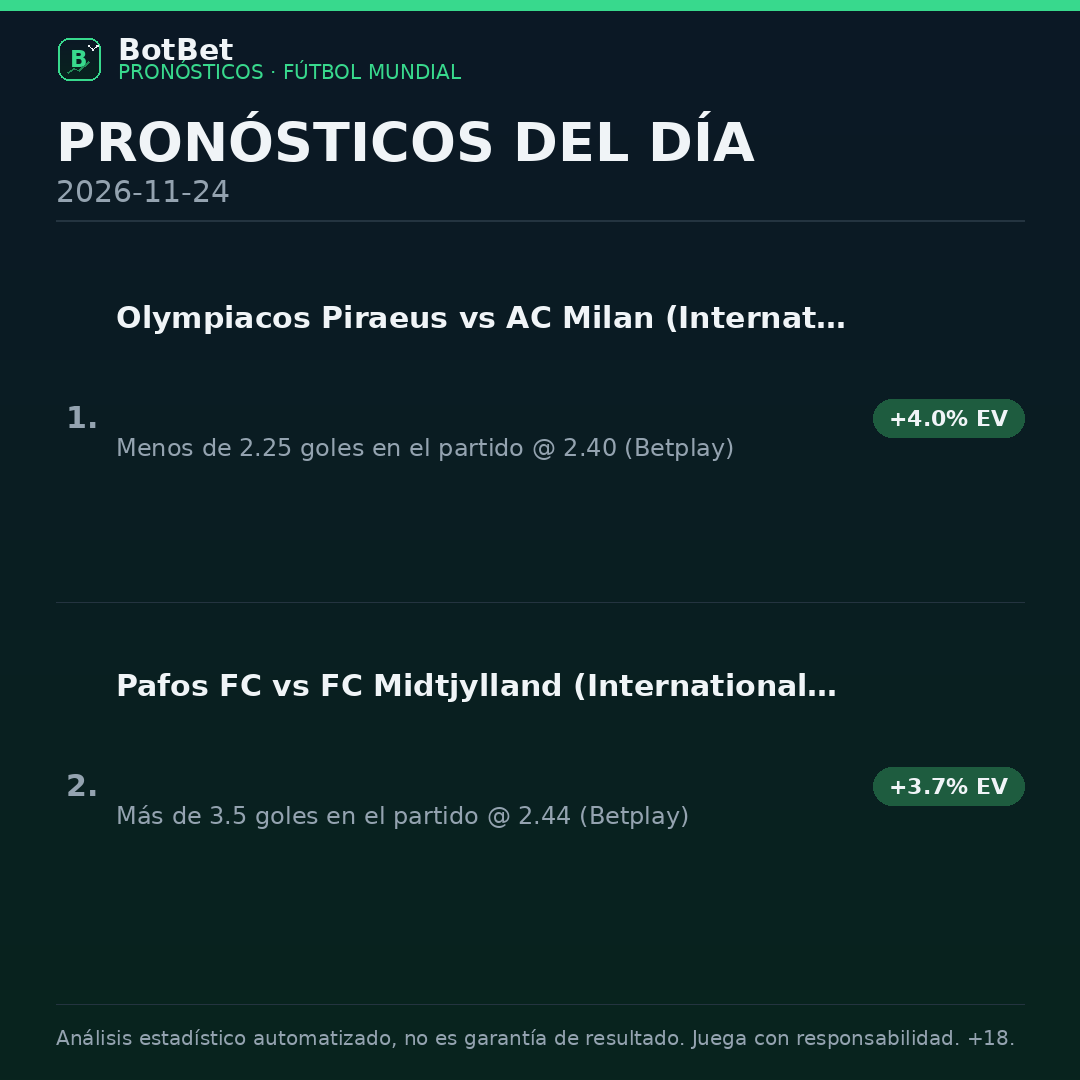 B
BotBet
PRONÓSTICOS · FÚTBOL MUNDIAL
PRONÓSTICOS DEL DÍA
2026-11-24
Olympiacos Piraeus vs AC Milan (Internat...
1.
+4.0% EV
Menos de 2.25 goles en el partido @ 2.40 (Betplay)
Pafos FC vs FC Midtjylland (International...
2.
+3.7% EV
Más de 3.5 goles en el partido @ 2.44 (Betplay)
Análisis estadístico automatizado, no es garantía de resultado. Juega con responsabilidad. +18.